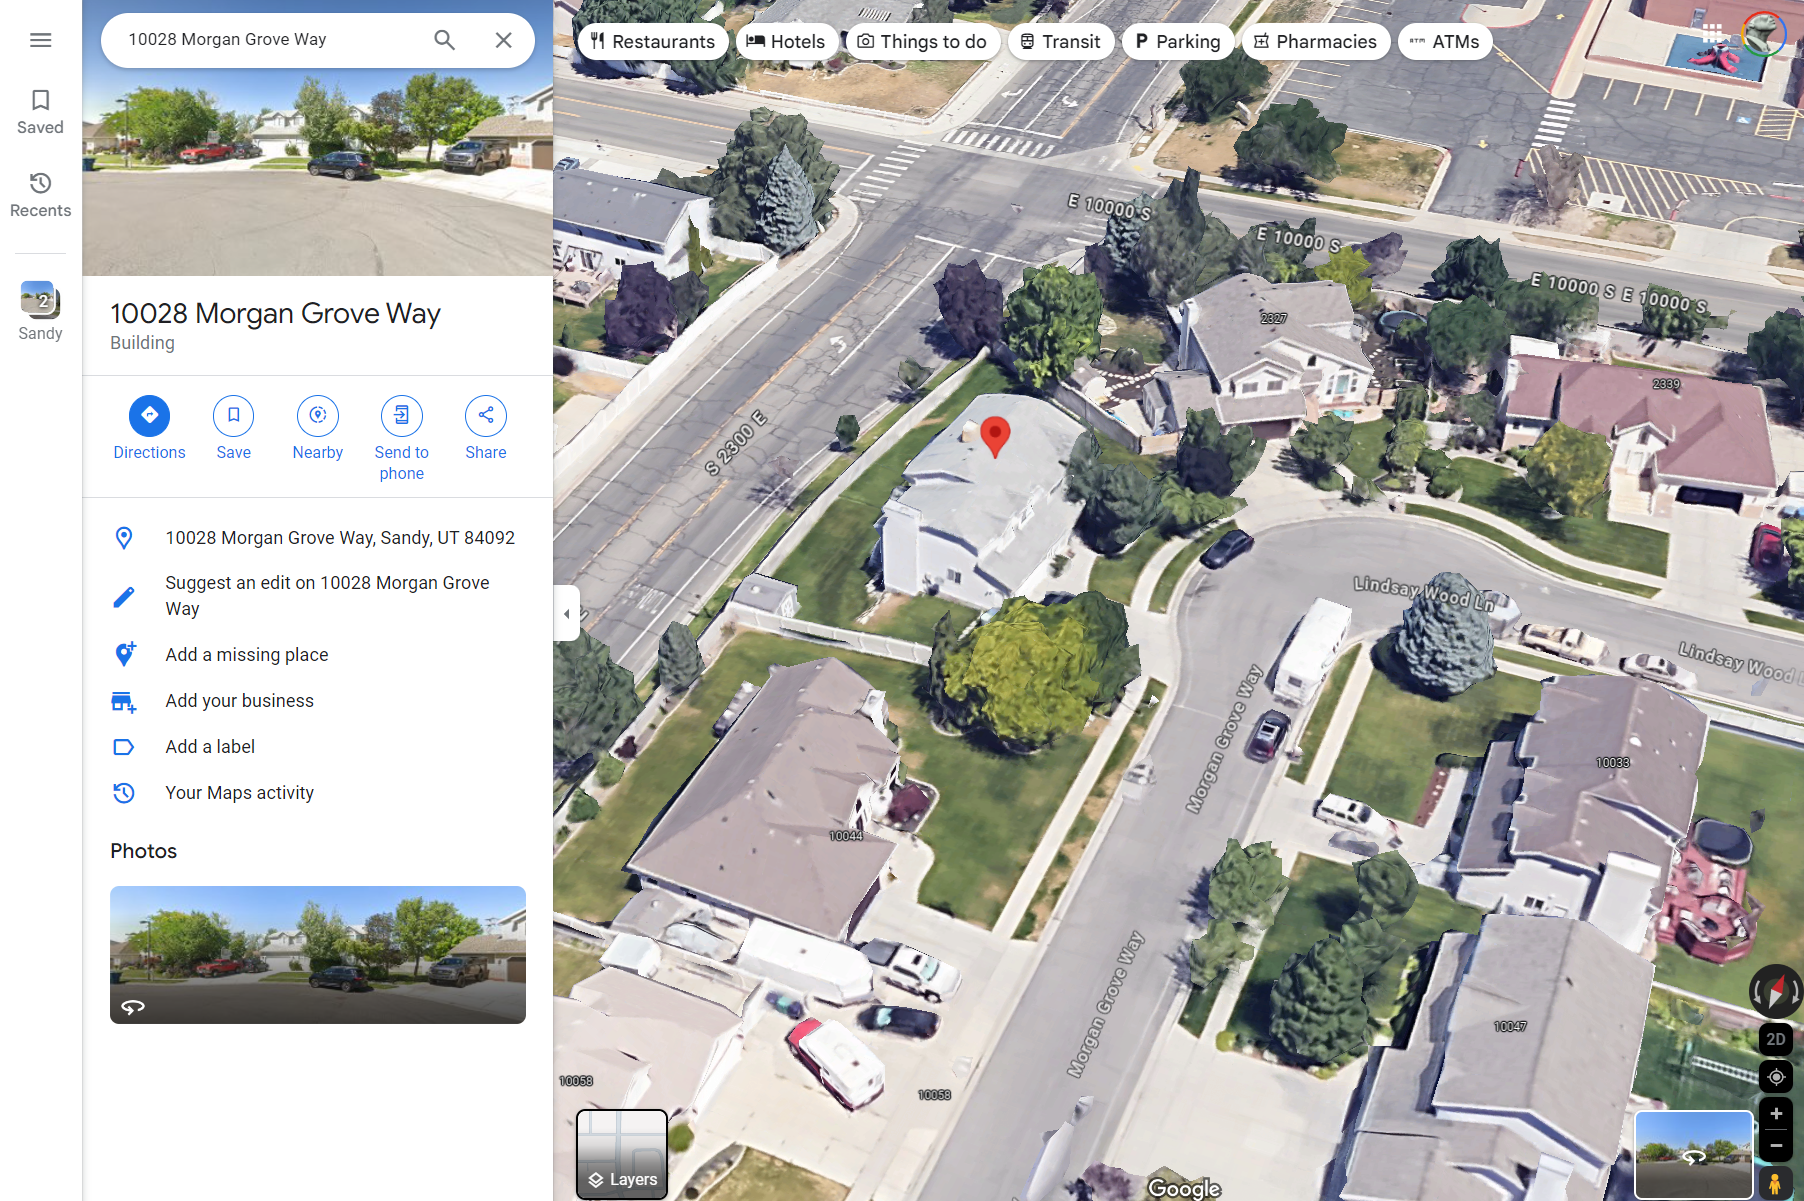 10028 Morgan Grove Way
Restaurants
Hotels
Things to do
Transit
Parking
Pharmacies
ATMs
Saved
Recents
2
Sandy
10028 Morgan Grove Way
Building
Directions
Save
Nearby
Send to
phone
Share
10028 Morgan Grove Way, Sandy, UT 84092
Suggest an edit on 10028 Morgan Grove
Way
Add a missing place
Add your business
Add a label
Your Maps activity
Photos
E 10000 S
E 10000 S
E 10000 S
E 10000 S
2327
2339
S 2300 E
Lindsay Wood Ln
Lindsay Wood L
Morgan Grove Way
10033
10044
Morgan Grove Way
10047
10058
10058
2D
Layers
Google